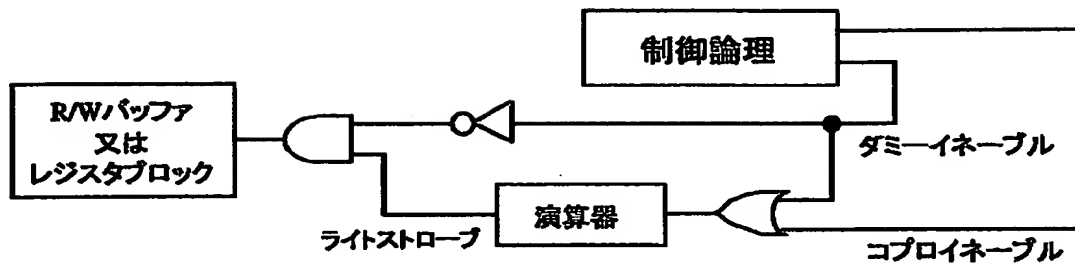 制御論理
R/Wバッファ
又は
レジスタブロック
ダミーイネーブル
演算器
ライトストローブ
コプロイネーブル